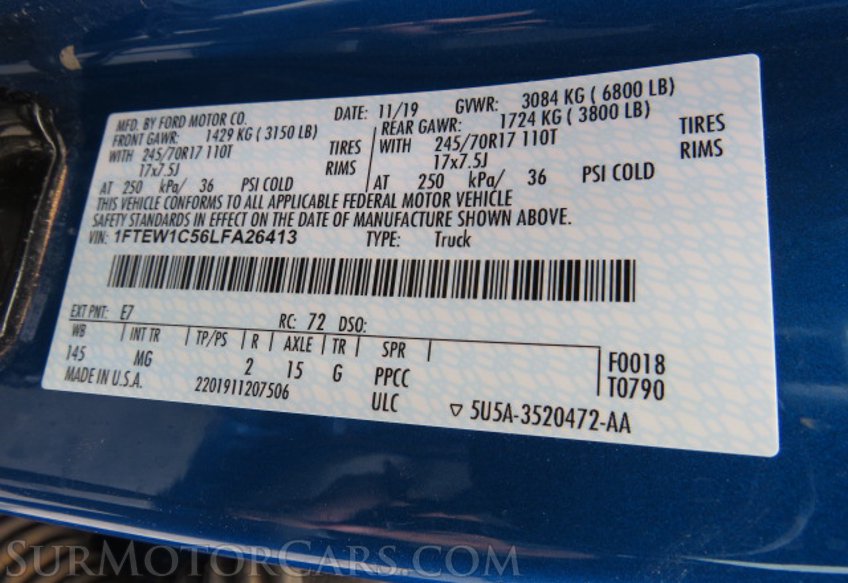 MFD. BY FORD MOTOR CO. DATE: 11/19 GVWR: 3084 KG ( 6800 LB)
FRONT GAWR: 1429 KG ( 3150 LB) REAR GAWR: 1724 KG ( 3800 LB)
WITH 245/70R17 110T TIRES WITH 245/70R17 110T TIRES
17x7.5J RIMS 17x7.5J RIMS
AT 250 kPa/ 36 PSI COLD AT 250 kPa/ 36 PSI COLD
THIS VEHICLE CONFORMS TO ALL APPLICABLE FEDERAL MOTOR VEHICLE
SAFETY STANDARDS IN EFFECT ON THE DATE OF MANUFACTURE SHOWN ABOVE.
VIN: 1FTEW1C56LFA26413 TYPE: Truck
EXT PNT: E7 RC: 72 DSO:
WB INT TR TP/PS R AXLE TR SPR F0018
145 MG 2 15 G PPCC T0790
MADE IN U.S.A. 2201911207506 ULC ▽ 5U5A-3520472-AA
SurMotorCars.com